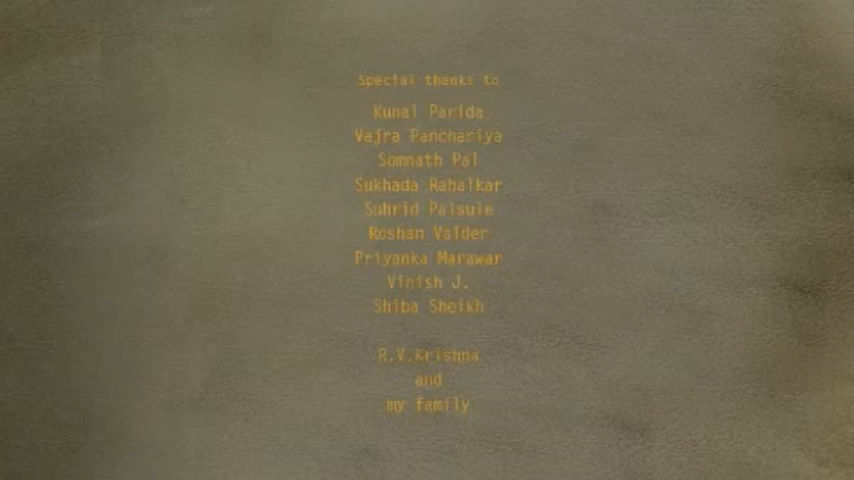 Special thanks to
Kunal Parida
Vajra Panchariya
Somnath Pal
Sukhada Rahalkar
Suhrid Palsule
Roshan Vaider
Priyanka Marawar
Vinish J.
Shiba Sheikh
R.V.Krishna
and
my family